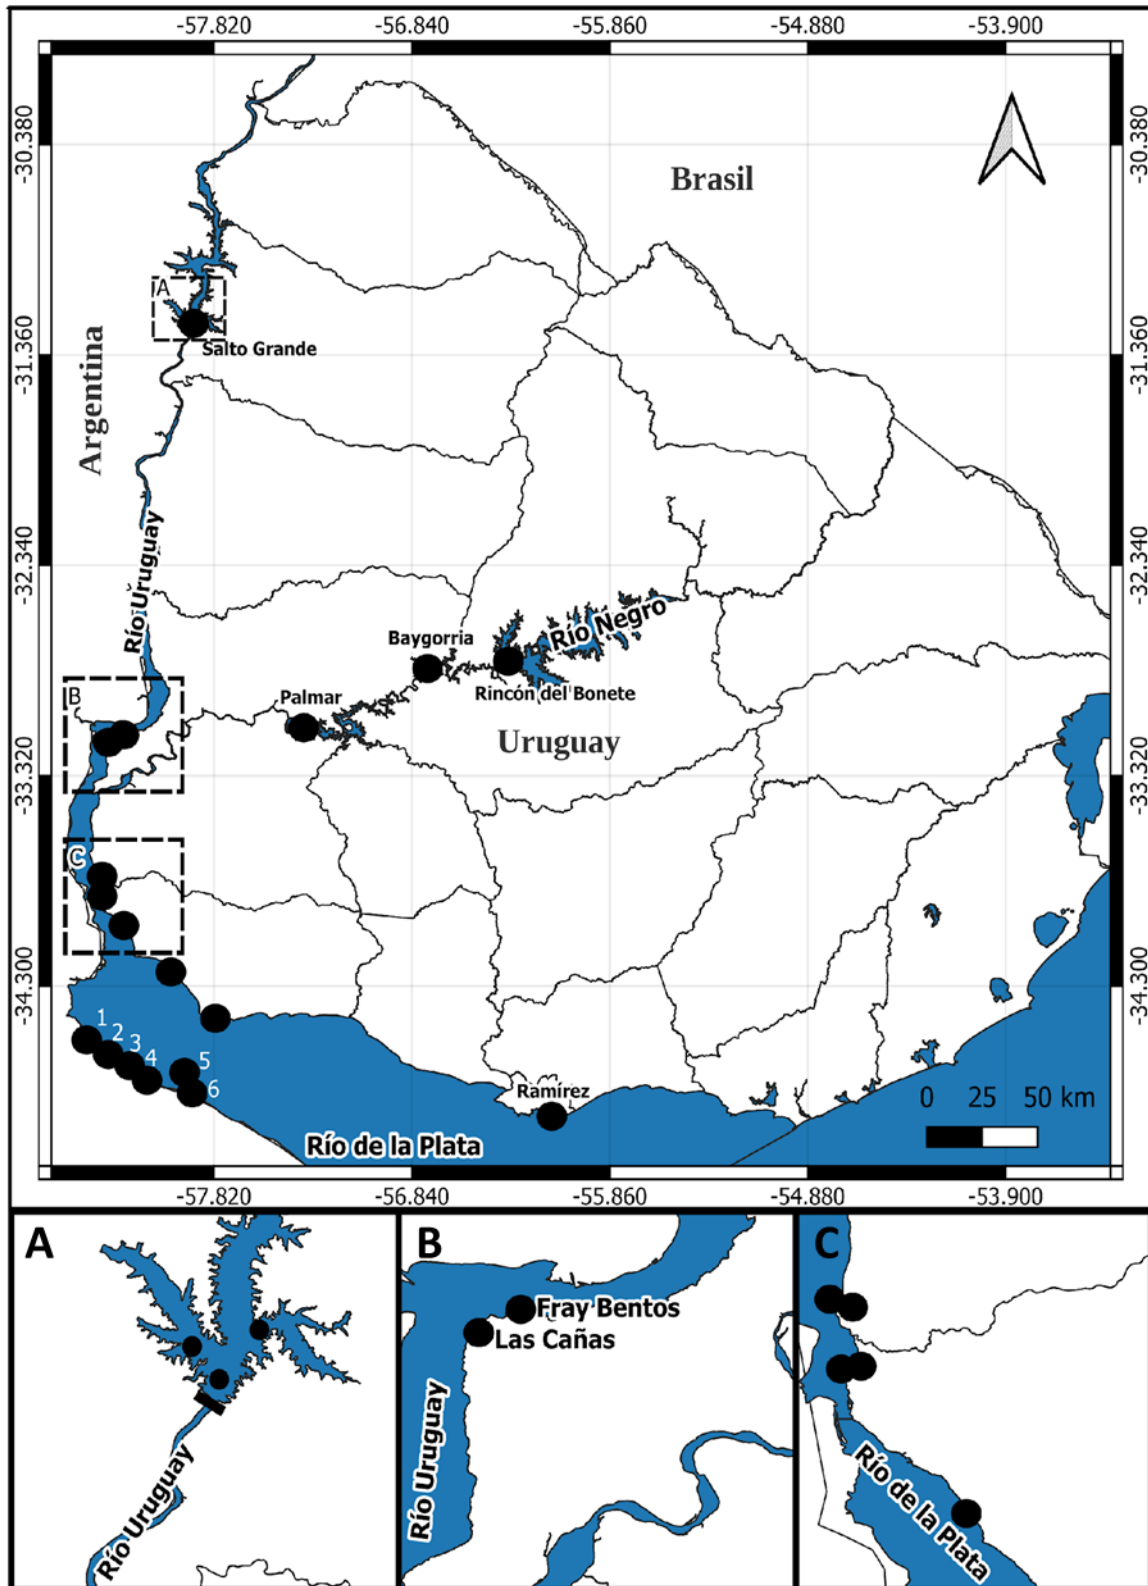 -57.820 -56.840 -55.860 -54.880 -53.900
-30.380
-30.380
Brasil
A
Salto Grande
-31.360
-31.360
Argentina
Río Uruguay
-32.340
-32.340
Río Negro
Baygorria
Rincón del Bonete
Palmar
B
Uruguay
-33.320
-33.320
C
-34.300
-34.300
1
2
3
4
5
6
Ramírez
0 25 50 km
Río de la Plata
-57.820 -56.840 -55.860 -54.880 -53.900
A
Río Uruguay
B
Fray Bentos
Las Cañas
Río Uruguay
C
Río de la Plata